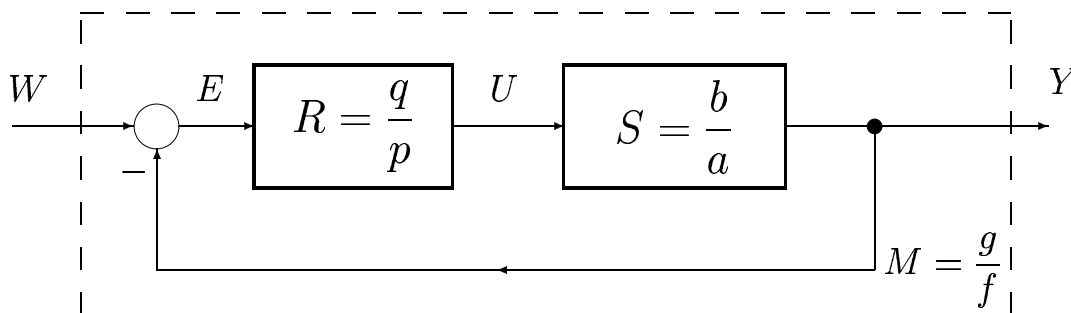 W
E
R = q/p
U
S = b/a
Y
−
M = g/f